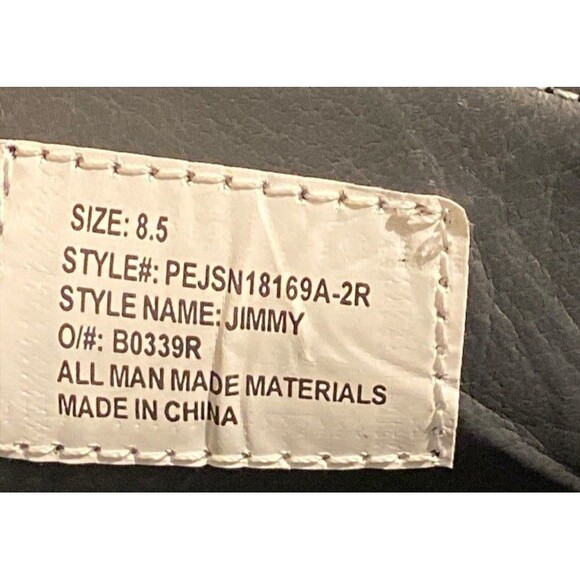 SIZE: 8.5
STYLE#: PEJSN18169A-2R
STYLE NAME: JIMMY
O/#: B0339R
ALL MAN MADE MATERIALS
MADE IN CHINA